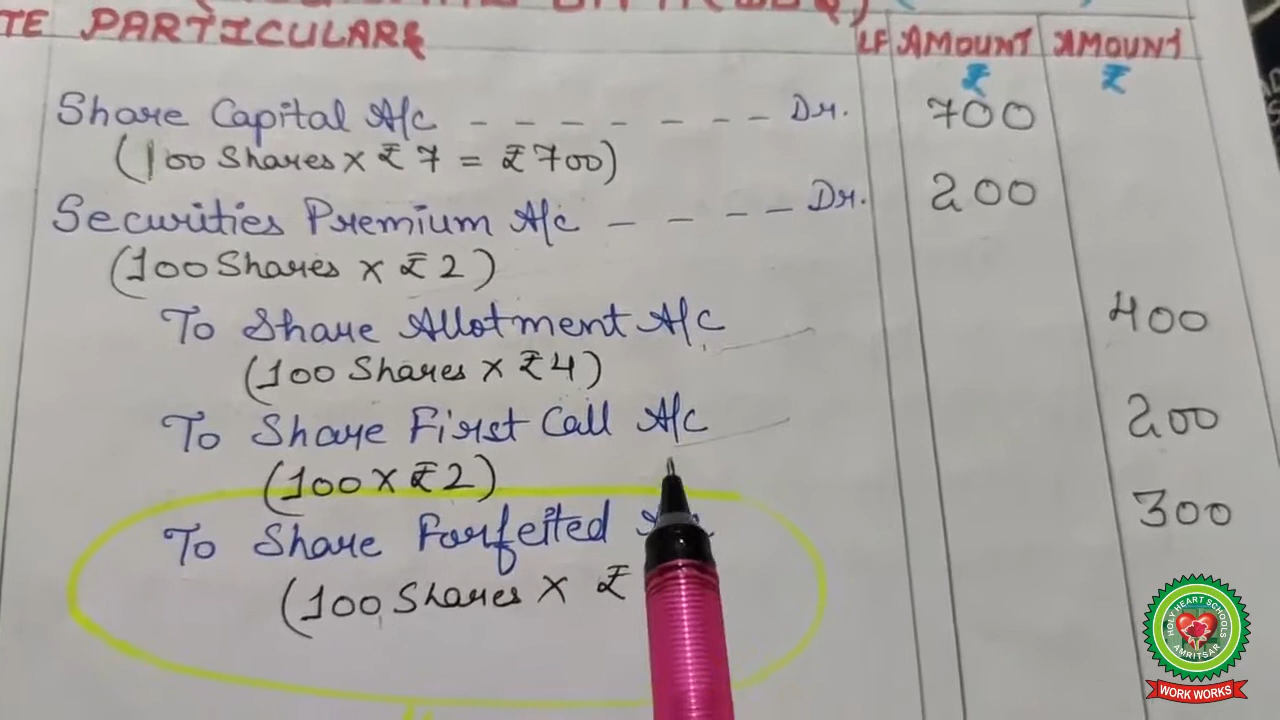 TE PARTICULARS LF AMOUNT AMOUNT
₹ ₹
Share Capital A/c - - - - - - - - Dr. 700
(100 Shares × ₹ 7 = ₹ 700)
Securities Premium A/c - - - - Dr. 200
(100 Shares × ₹ 2)
To Share Allotment A/c 400
(100 Shares × ₹ 4)
To Share First Call A/c 200
(100 × ₹ 2)
To Share Forfeited 300
(100 Shares × ₹
HOLY HEART SCHOOLS
AMRITSAR
WORK WORKS